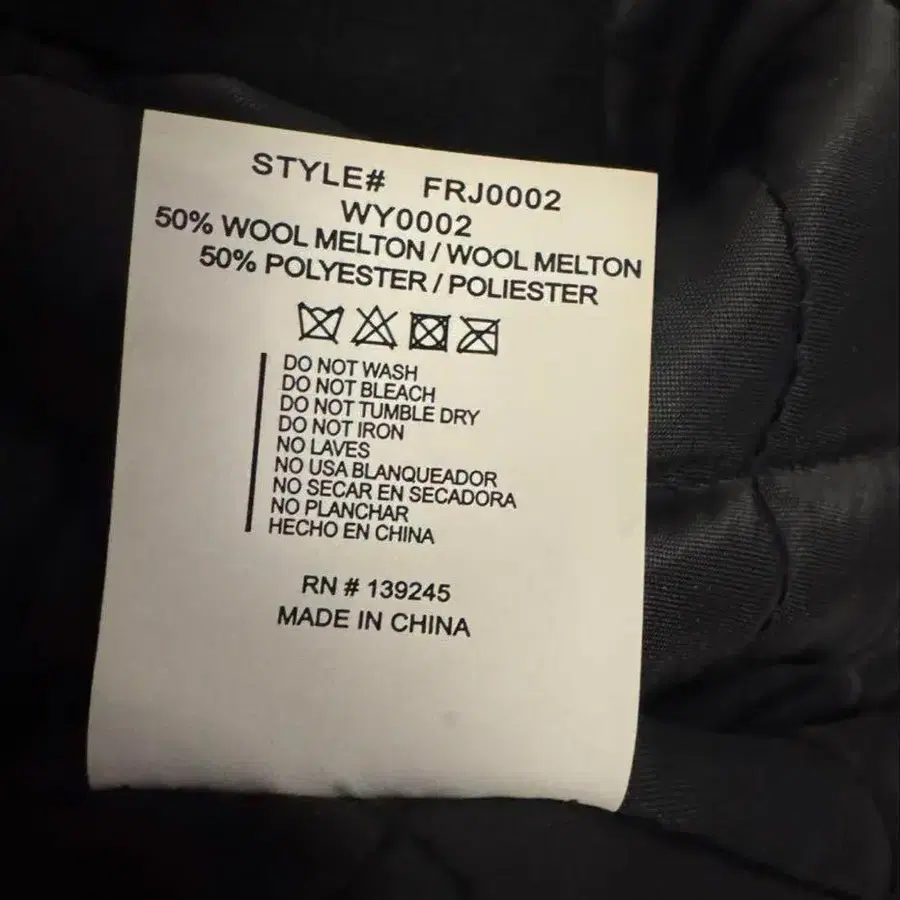 STYLE# FRJ0002
WY0002
50% WOOL MELTON / WOOL MELTON
50% POLYESTER / POLIESTER
DO NOT WASH
DO NOT BLEACH
DO NOT TUMBLE DRY
DO NOT IRON
NO LAVES
NO USA BLANQUEADOR
NO SECAR EN SECADORA
NO PLANCHAR
HECHO EN CHINA
RN # 139245
MADE IN CHINA